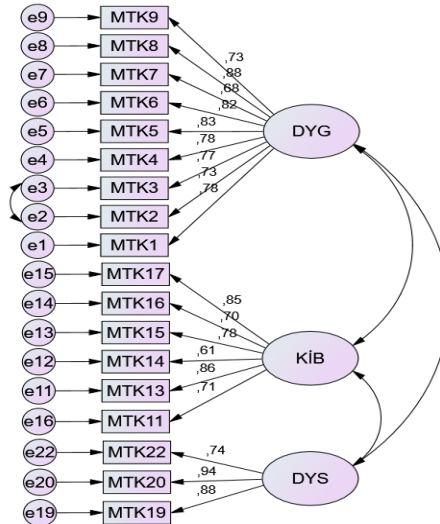 e9 MTK9
,73
e8 MTK8
,88
e7 MTK7
,68
e6 MTK6
,82
e5 MTK5 ,83 DYG
,78
e4 MTK4
,77
e3 MTK3
,73
e2 MTK2
,78
e1 MTK1
e15 MTK17
,85
e14 MTK16
,70
e13 MTK15
,78
e12 MTK14 ,61 KİB
,86
e11 MTK13
,71
e16 MTK11
e22 MTK22 ,74
e20 MTK20 ,94 DYS
,88
e19 MTK19